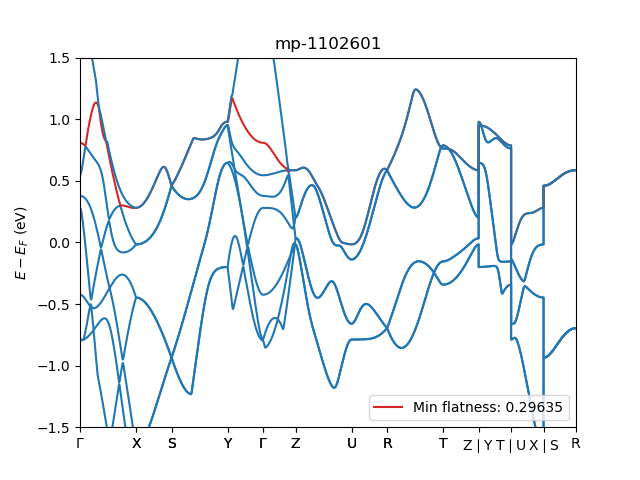 mp-1102601
E − E_F (eV)
1.5
1.0
0.5
0.0
−0.5
−1.0
−1.5
Min flatness: 0.29635
Γ X S Y Γ Z U R T Z | Y T | U X | S R